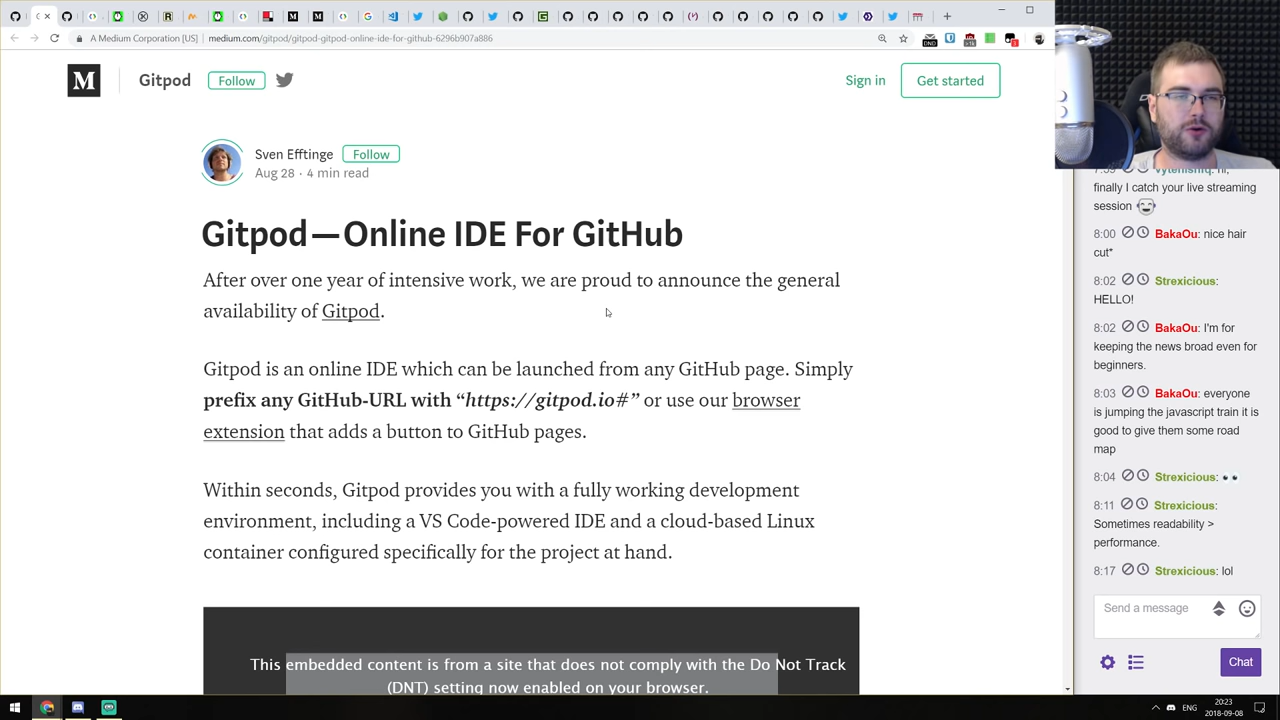 A Medium Corporation [US] | medium.com/gitpod/gitpod-gitpod-online-ide-for-github-6296b907a886
M
Gitpod
Follow
Sign in
Get started
Sven Efftinge
Follow
Aug 28 · 4 min read
Gitpod — Online IDE For GitHub
After over one year of intensive work, we are proud to announce the general
availability of Gitpod.
Gitpod is an online IDE which can be launched from any GitHub page. Simply
prefix any GitHub-URL with “https://gitpod.io#” or use our browser
extension that adds a button to GitHub pages.
Within seconds, Gitpod provides you with a fully working development
environment, including a VS Code-powered IDE and a cloud-based Linux
container configured specifically for the project at hand.
This embedded content is from a site that does not comply with the Do Not Track
(DNT) setting now enabled on your browser.
finally I catch your live streaming
session
8:00 BakaOu: nice hair
cut*
8:02 Strexicious:
HELLO!
8:02 BakaOu: I'm for
keeping the news broad even for
beginners.
8:03 BakaOu: everyone
is jumping the javascript train it is
good to give them some road
map
8:04 Strexicious:
8:11 Strexicious:
Sometimes readability >
performance.
8:17 Strexicious: lol
Send a message
Chat
ENG
20:23
2018-09-08